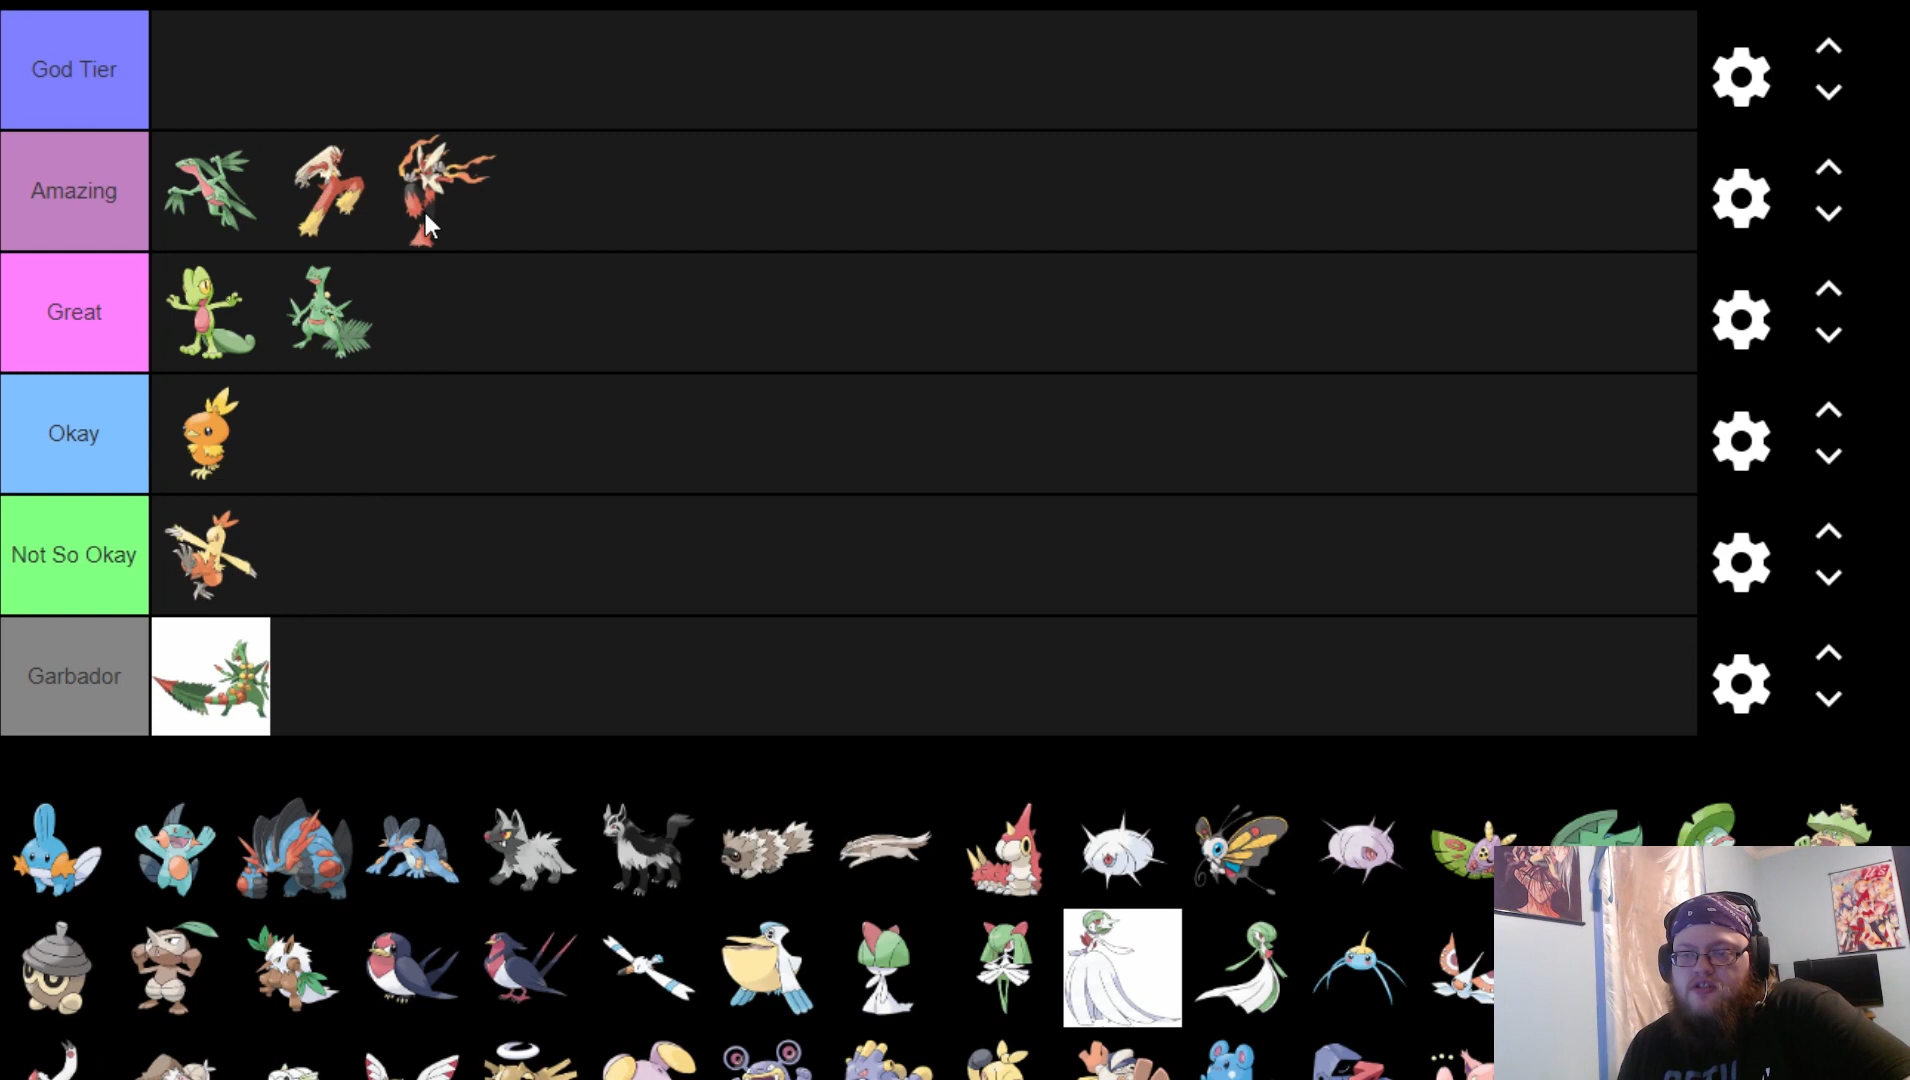 God Tier
Amazing
Great
Okay
Not So Okay
Garbador